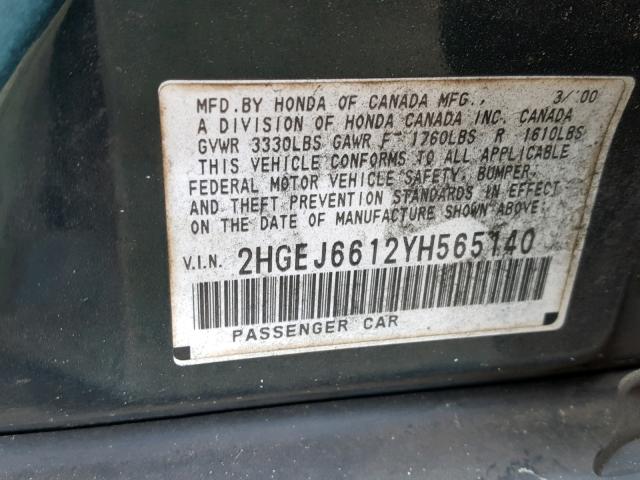 MFD. BY HONDA OF CANADA MFG., 3/'00
A DIVISION OF HONDA CANADA INC. CANADA
GVWR 3330LBS GAWR F 1760LBS R 1610LBS
THIS VEHICLE CONFORMS TO ALL APPLICABLE
FEDERAL MOTOR VEHICLE SAFETY, BUMPER,
AND THEFT PREVENTION STANDARDS IN EFFECT
ON THE DATE OF MANUFACTURE SHOWN ABOVE.
V.I.N. 2HGEJ6612YH565140
PASSENGER CAR